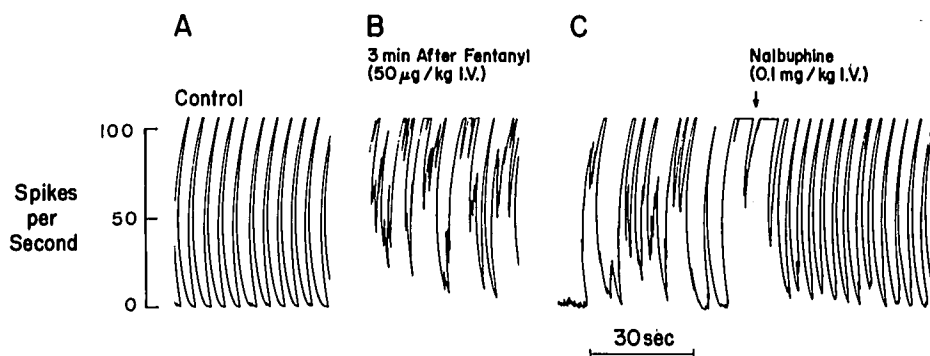 A
B
C
3 min After Fentanyl
(50 μg/kg I.V.)
Nalbuphine
(0.1 mg/kg I.V.)
Control
100
50
0
Spikes
per
Second
30 sec